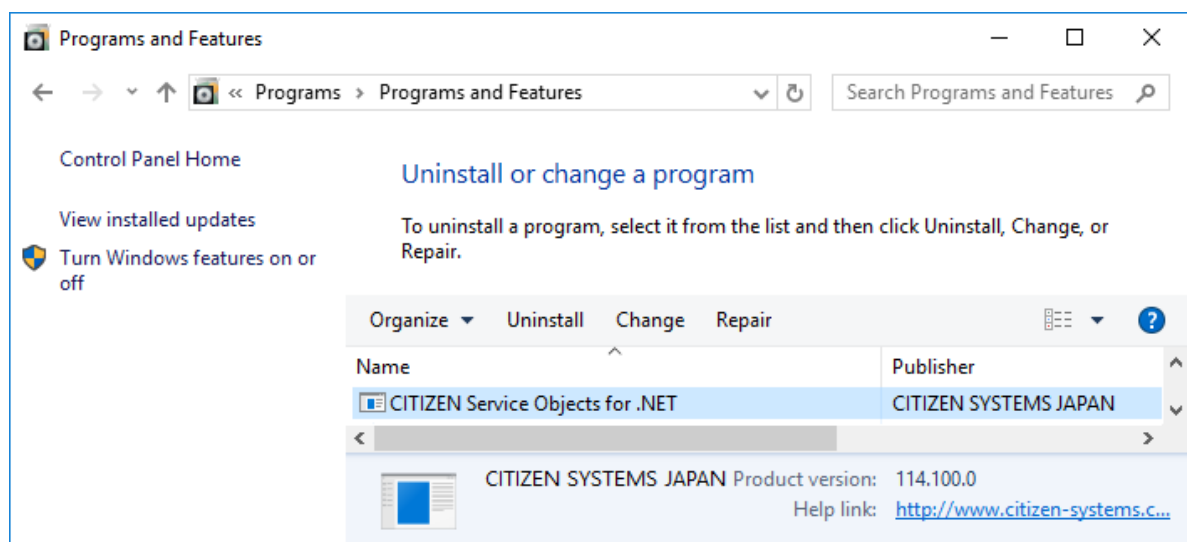 Programs and Features
« Programs > Programs and Features
Search Programs and Features
Control Panel Home
View installed updates
Turn Windows features on or
off
Uninstall or change a program
To uninstall a program, select it from the list and then click Uninstall, Change, or
Repair.
Organize Uninstall Change Repair
?
Name Publisher
CITIZEN Service Objects for .NET CITIZEN SYSTEMS JAPAN
CITIZEN SYSTEMS JAPAN Product version: 114.100.0
Help link: http://www.citizen-systems.c...